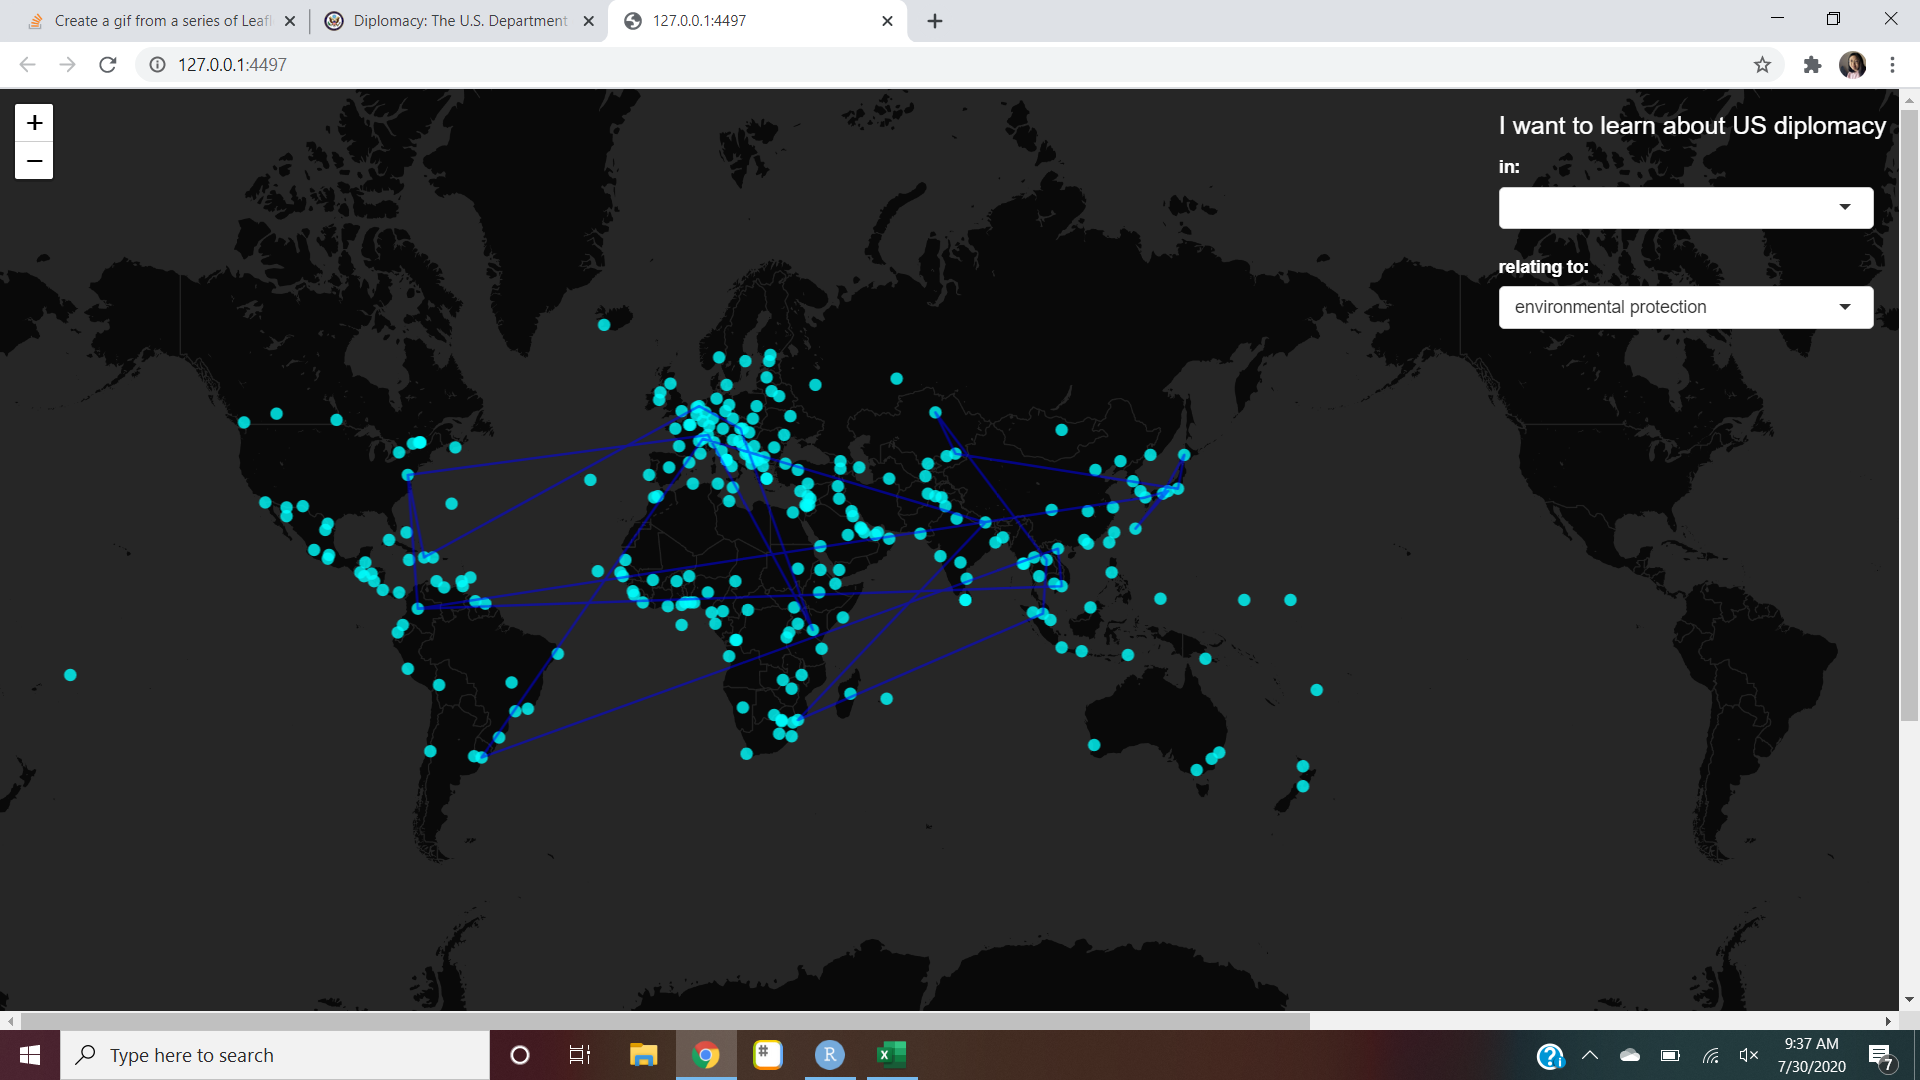 Create a gif from a series of Leafl
Diplomacy: The U.S. Department
127.0.0.1:4497
127.0.0.1:4497
+
−
I want to learn about US diplomacy
in:
relating to:
environmental protection
Type here to search
#
R
X
?
i
9:37 AM
7/30/2020
7